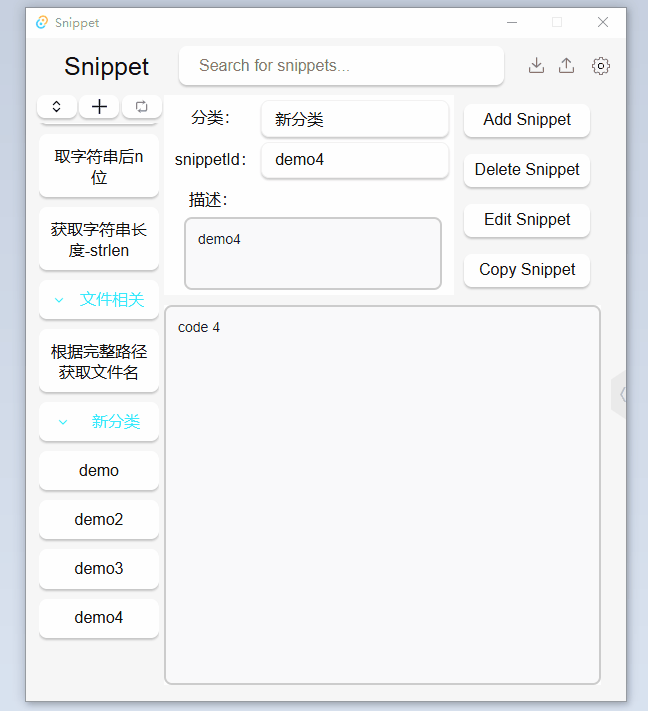 Snippet
Snippet
Search for snippets...
取字符串后n
位
获取字符串长
度-strlen
文件相关
根据完整路径
获取文件名
新分类
demo
demo2
demo3
demo4
分类：
新分类
snippetId：
demo4
描述：
demo4
Add Snippet
Delete Snippet
Edit Snippet
Copy Snippet
code 4